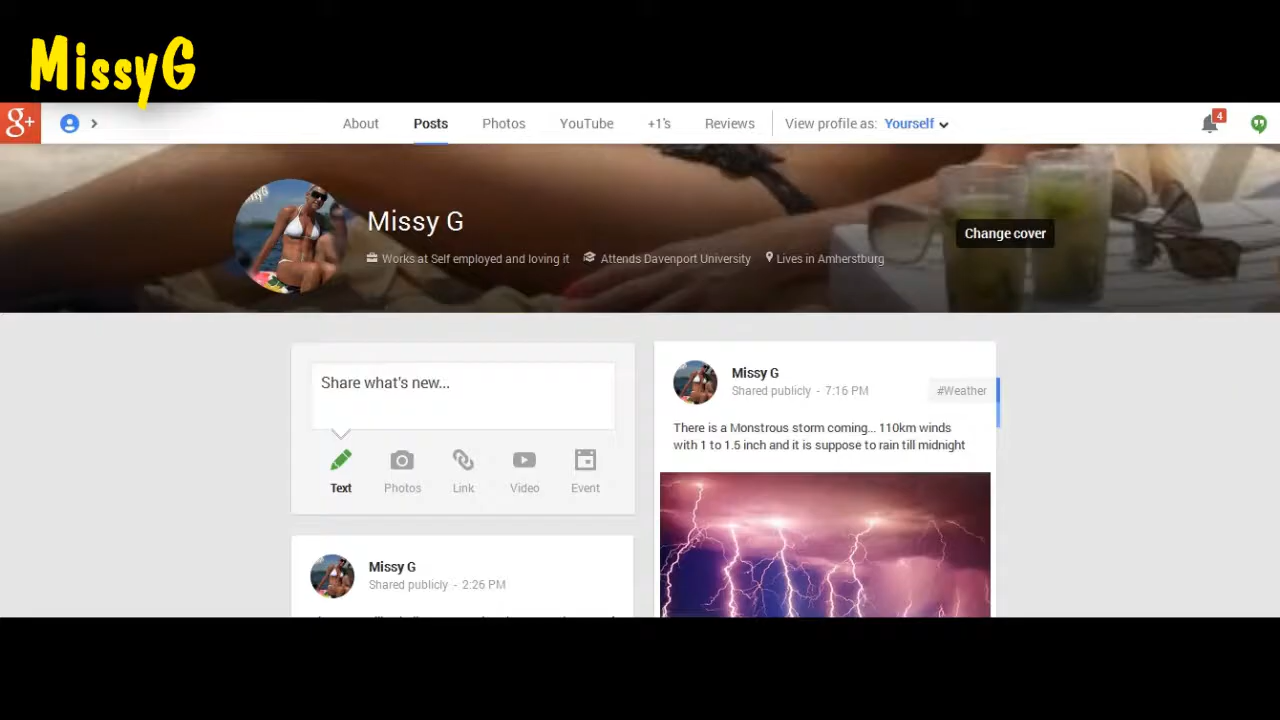 MissyG
g+
About Posts Photos YouTube +1's Reviews View profile as: Yourself 4
Missy G
Works at Self employed and loving it Attends Davenport University Lives in Amherstburg
Change cover
Share what's new...
Text Photos Link Video Event
Missy G
Shared publicly - 2:26 PM
Missy G
Shared publicly - 7:16 PM
#Weather
There is a Monstrous storm coming... 110km winds
with 1 to 1.5 inch and it is suppose to rain till midnight